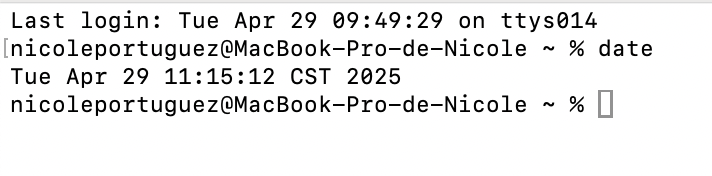 Last login: Tue Apr 29 09:49:29 on ttys014
[nicoleportuguez@MacBook-Pro-de-Nicole ~ % date
Tue Apr 29 11:15:12 CST 2025
nicoleportuguez@MacBook-Pro-de-Nicole ~ %